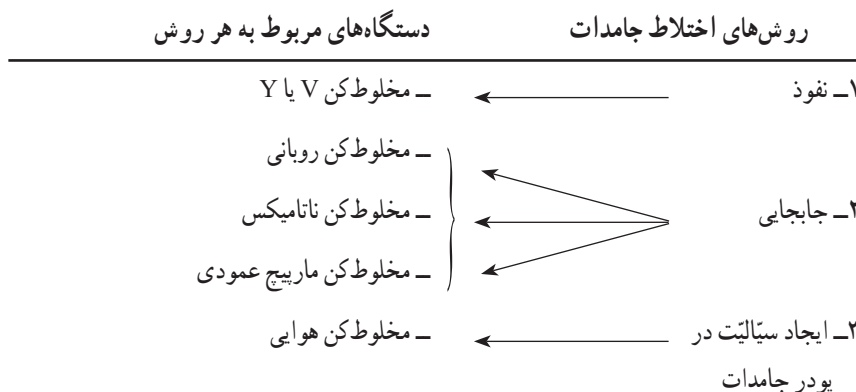 روش‌های اختلاط جامدات	دستگاه‌های مربوط به هر روش
۱ــ نفوذ	ــ مخلوط‌کن V یا Y
ــ مخلوط‌کن روبانی
۲ــ جابجایی	ــ مخلوط‌کن ناتامیکس
ــ مخلوط‌کن مارپیچ عمودی
۳ــ ایجاد سیّالیّت در	ــ مخلوط‌کن هوایی
پودر جامدات